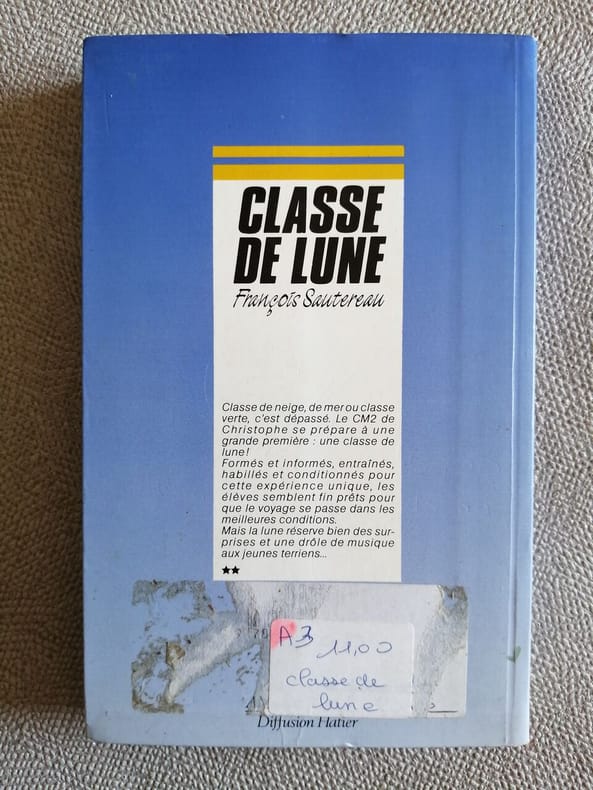 CLASSE
DE LUNE
François Sautereau
Classe de neige, de mer ou classe
verte, c'est dépassé. Le CM2 de
Christophe se prépare à une
grande première : une classe de
lune!
Formés et informés, entraînés,
habillés et conditionnés pour
cette expérience unique, les
élèves semblent fin prêts pour
que le voyage se passe dans les
meilleures conditions.
Mais la lune réserve bien des sur-
prises et une drôle de musique
aux jeunes terriens...
★★
A3
11,00
classe de
lune
Diffusion Hatier